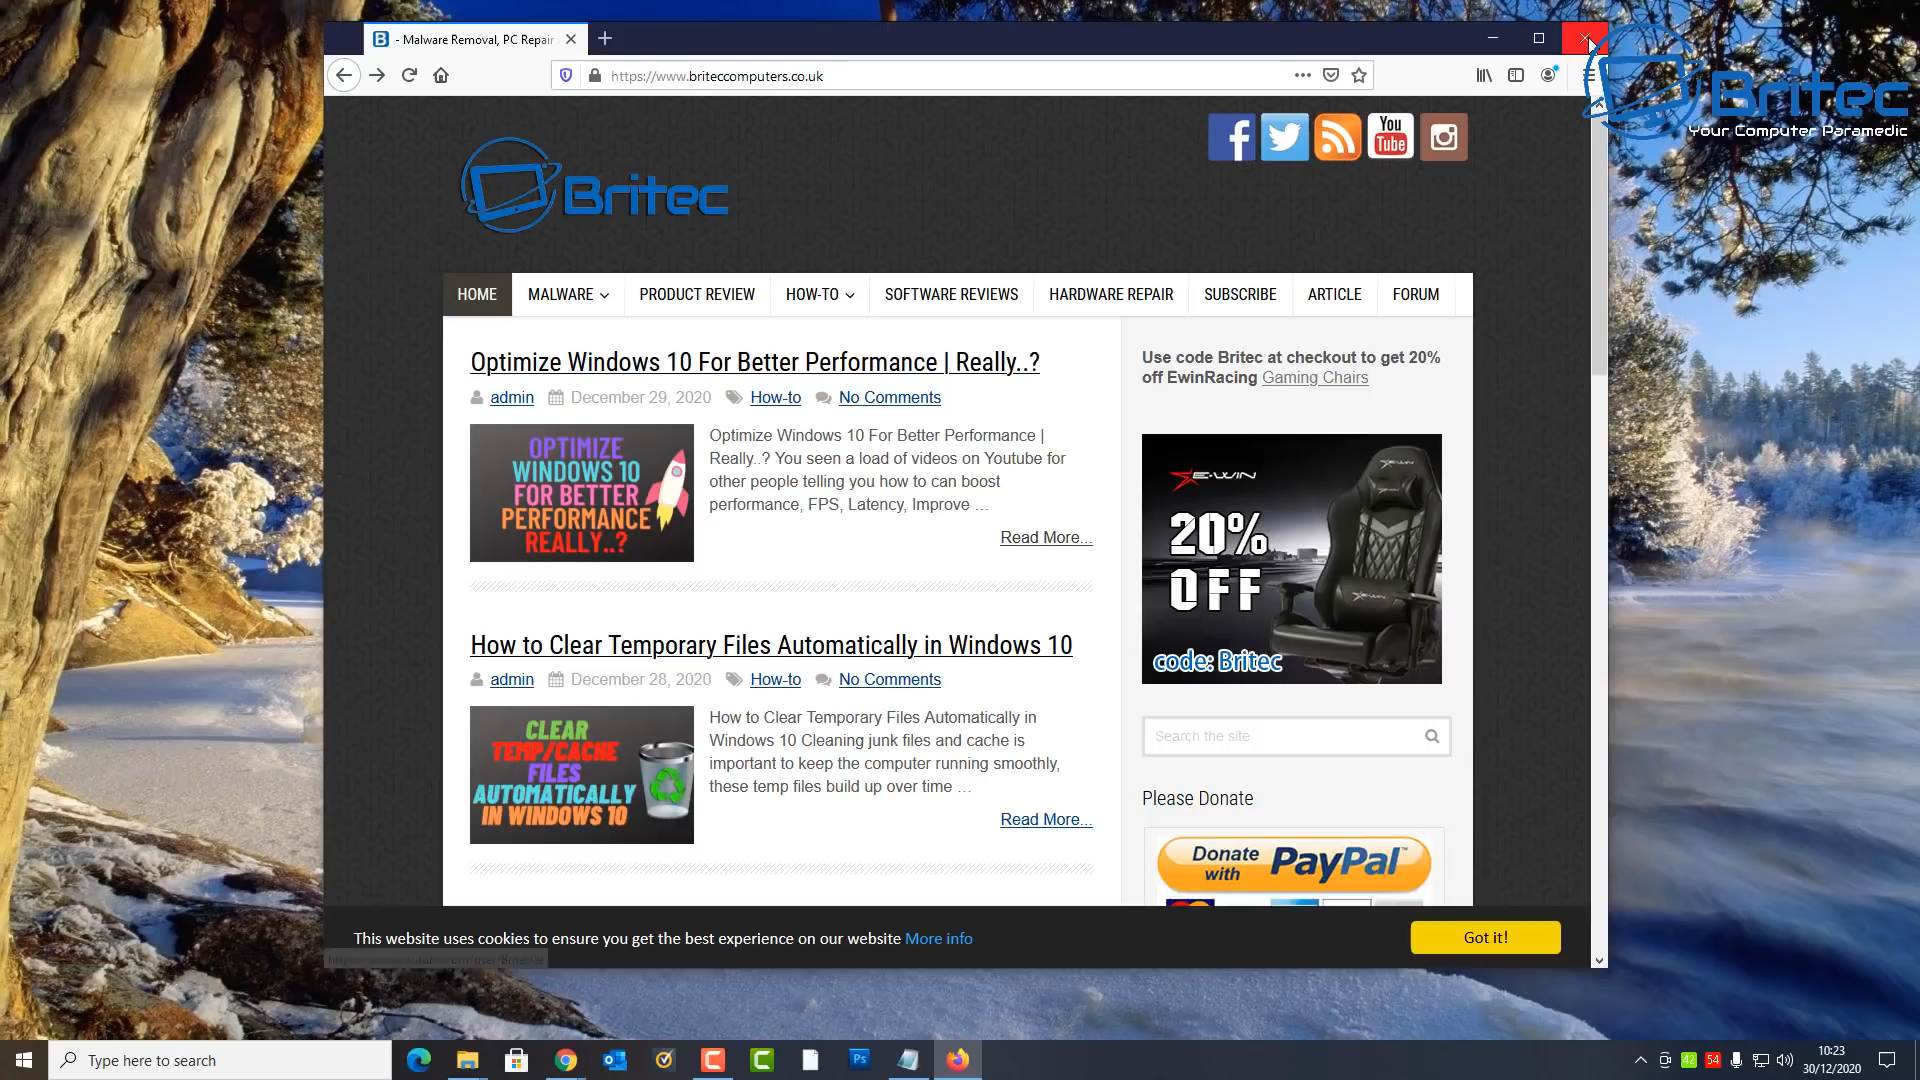 - Malware Removal, PC Repair
https://www.briteccomputers.co.uk
Britec
Your Computer Paramedic
You
Tube
Britec
HOME
MALWARE
PRODUCT REVIEW
HOW-TO
SOFTWARE REVIEWS
HARDWARE REPAIR
SUBSCRIBE
ARTICLE
FORUM
Optimize Windows 10 For Better Performance | Really..?
admin December 29, 2020 How-to No Comments
OPTIMIZE
WINDOWS 10
FOR BETTER
PERFORMANCE
REALLY..?
Optimize Windows 10 For Better Performance |
Really..? You seen a load of videos on Youtube for
other people telling you how to can boost
performance, FPS, Latency, Improve ...
Read More...
How to Clear Temporary Files Automatically in Windows 10
admin December 28, 2020 How-to No Comments
CLEAR
TEMP/CACHE
FILES
AUTOMATICALLY
IN WINDOWS 10
How to Clear Temporary Files Automatically in
Windows 10 Cleaning junk files and cache is
important to keep the computer running smoothly,
these temp files build up over time ...
Read More...
Use code Britec at checkout to get 20%
off EwinRacing Gaming Chairs
E-WIN
20%
OFF
code: Britec
Search the site
Please Donate
Donate
with
PayPal
This website uses cookies to ensure you get the best experience on our website More info
Got it!
Type here to search
Ps
42
54
10:23
30/12/2020